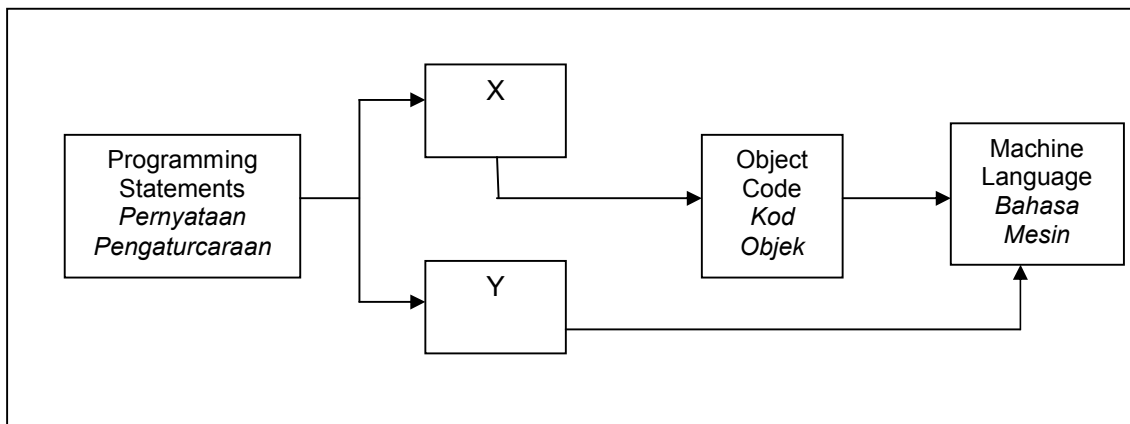 Programming
Statements
Pernyataan
Pengaturcaraan
X
Y
Object
Code
Kod
Objek
Machine
Language
Bahasa
Mesin